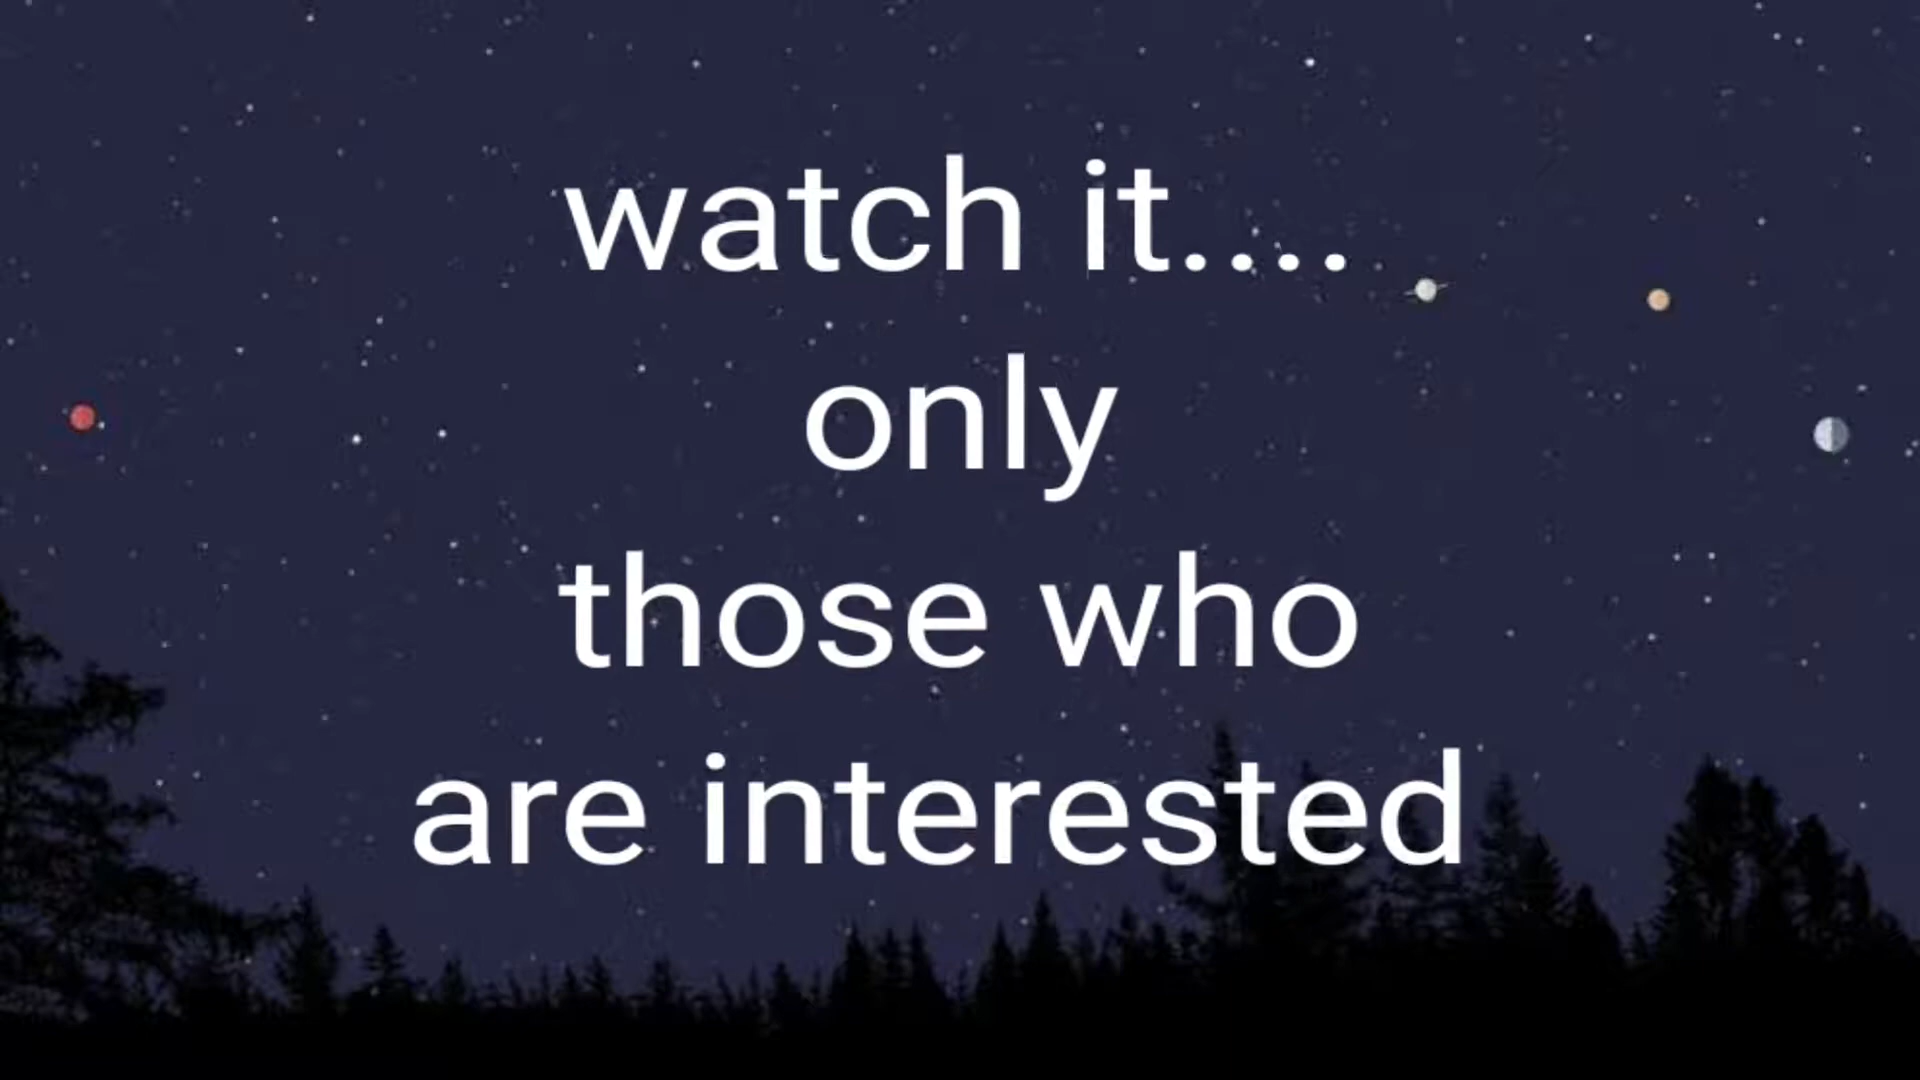 watch it....
only
those who
are interested